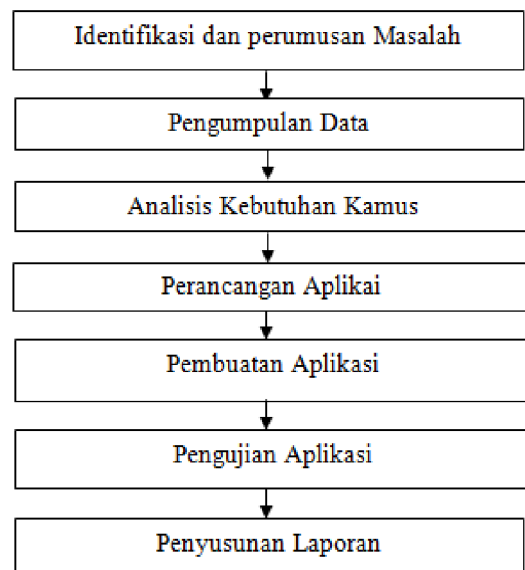 Identifikasi dan perumusan Masalah
Pengumpulan Data
Analisis Kebutuhan Kamus
Perancangan Aplikai
Pembuatan Aplikasi
Pengujian Aplikasi
Penyusunan Laporan